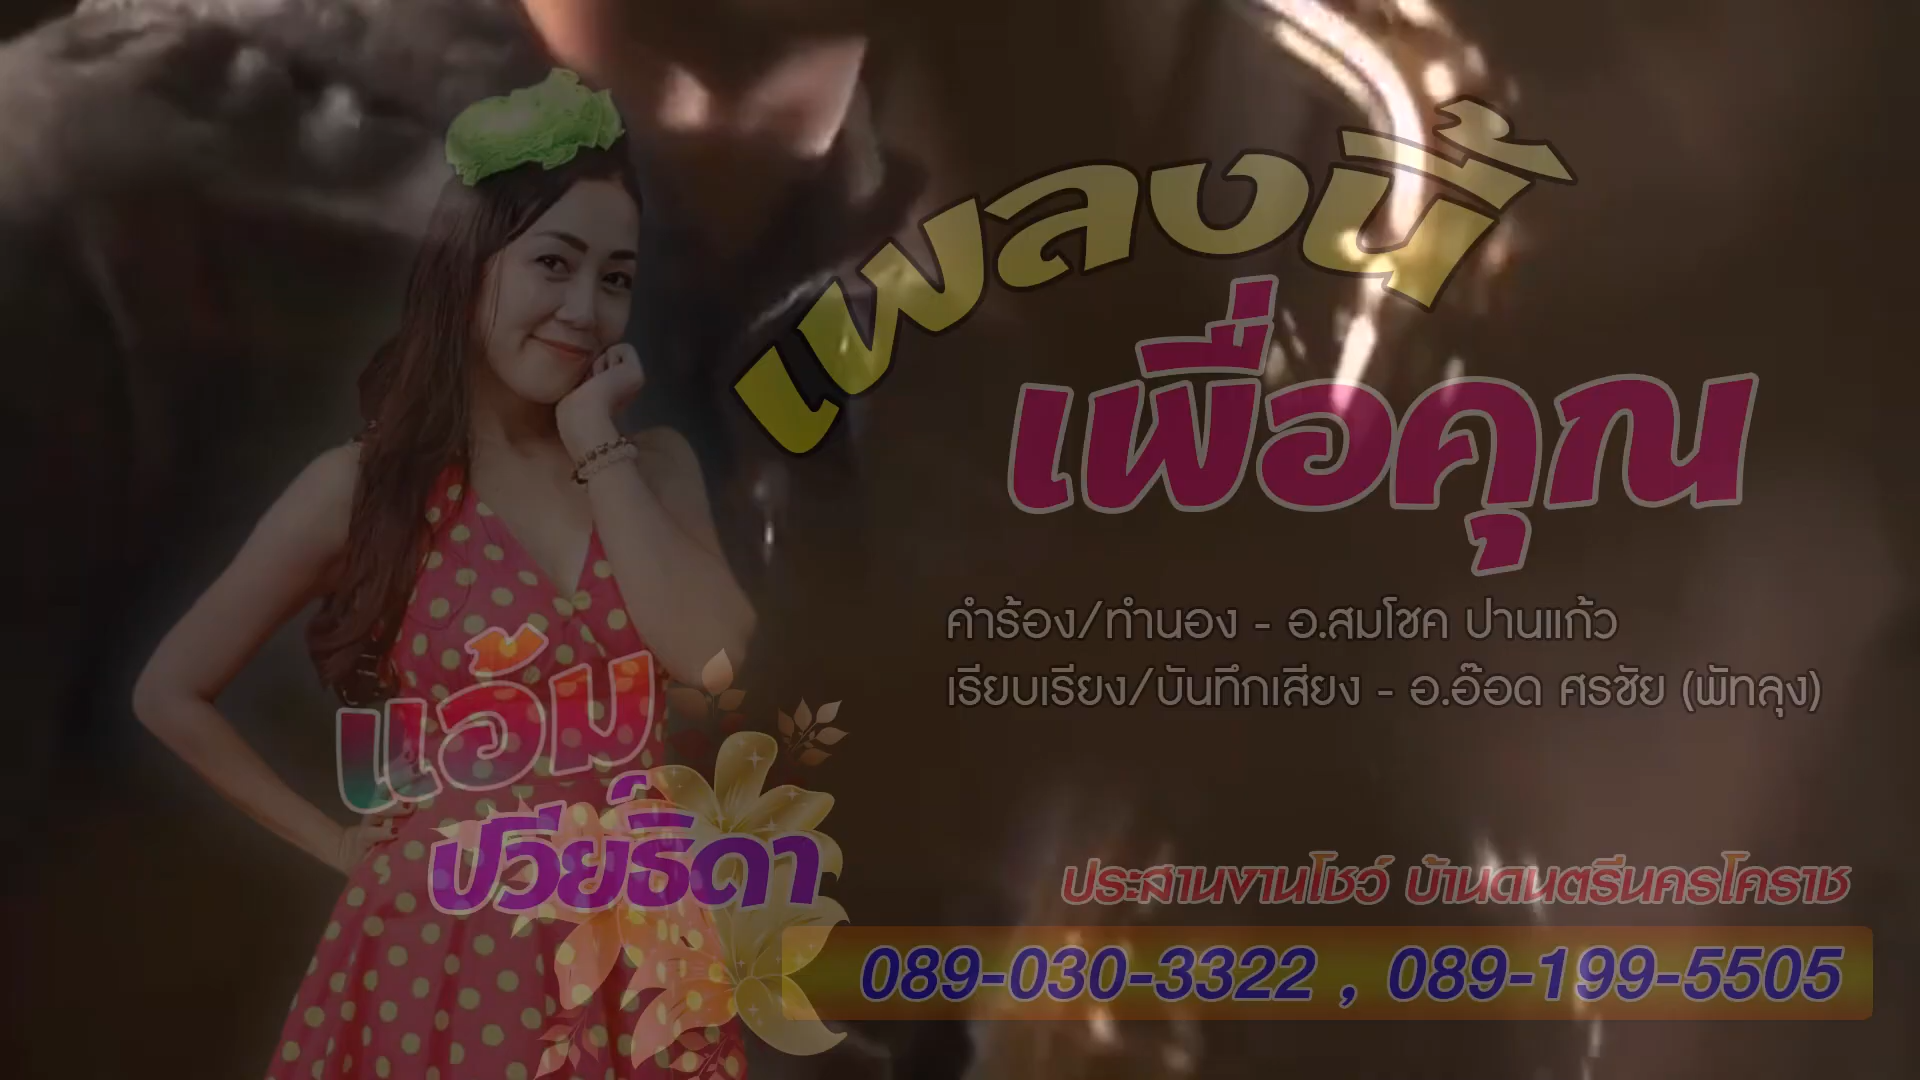 เพลงนี้
เพื่อคุณ
คำร้อง/ทำนอง - อ.สมโชค ปานแก้ว
เรียบเรียง/บันทึกเสียง - อ.อ๊อด ศรชัย (พัทลุง)
แอ้ม
ปวีย์ธิดา
ประสานงานโชว์ บ้านดนตรีนครโคราช
089-030-3322 , 089-199-5505